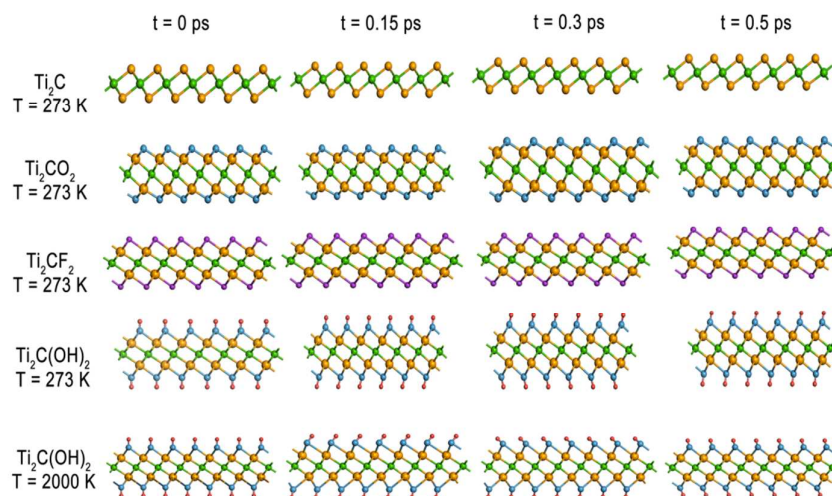 t = 0 ps t = 0.15 ps t = 0.3 ps t = 0.5 ps
Ti₂C
T = 273 K
Ti₂CO₂
T = 273 K
Ti₂CF₂
T = 273 K
Ti₂C(OH)₂
T = 273 K
Ti₂C(OH)₂
T = 2000 K